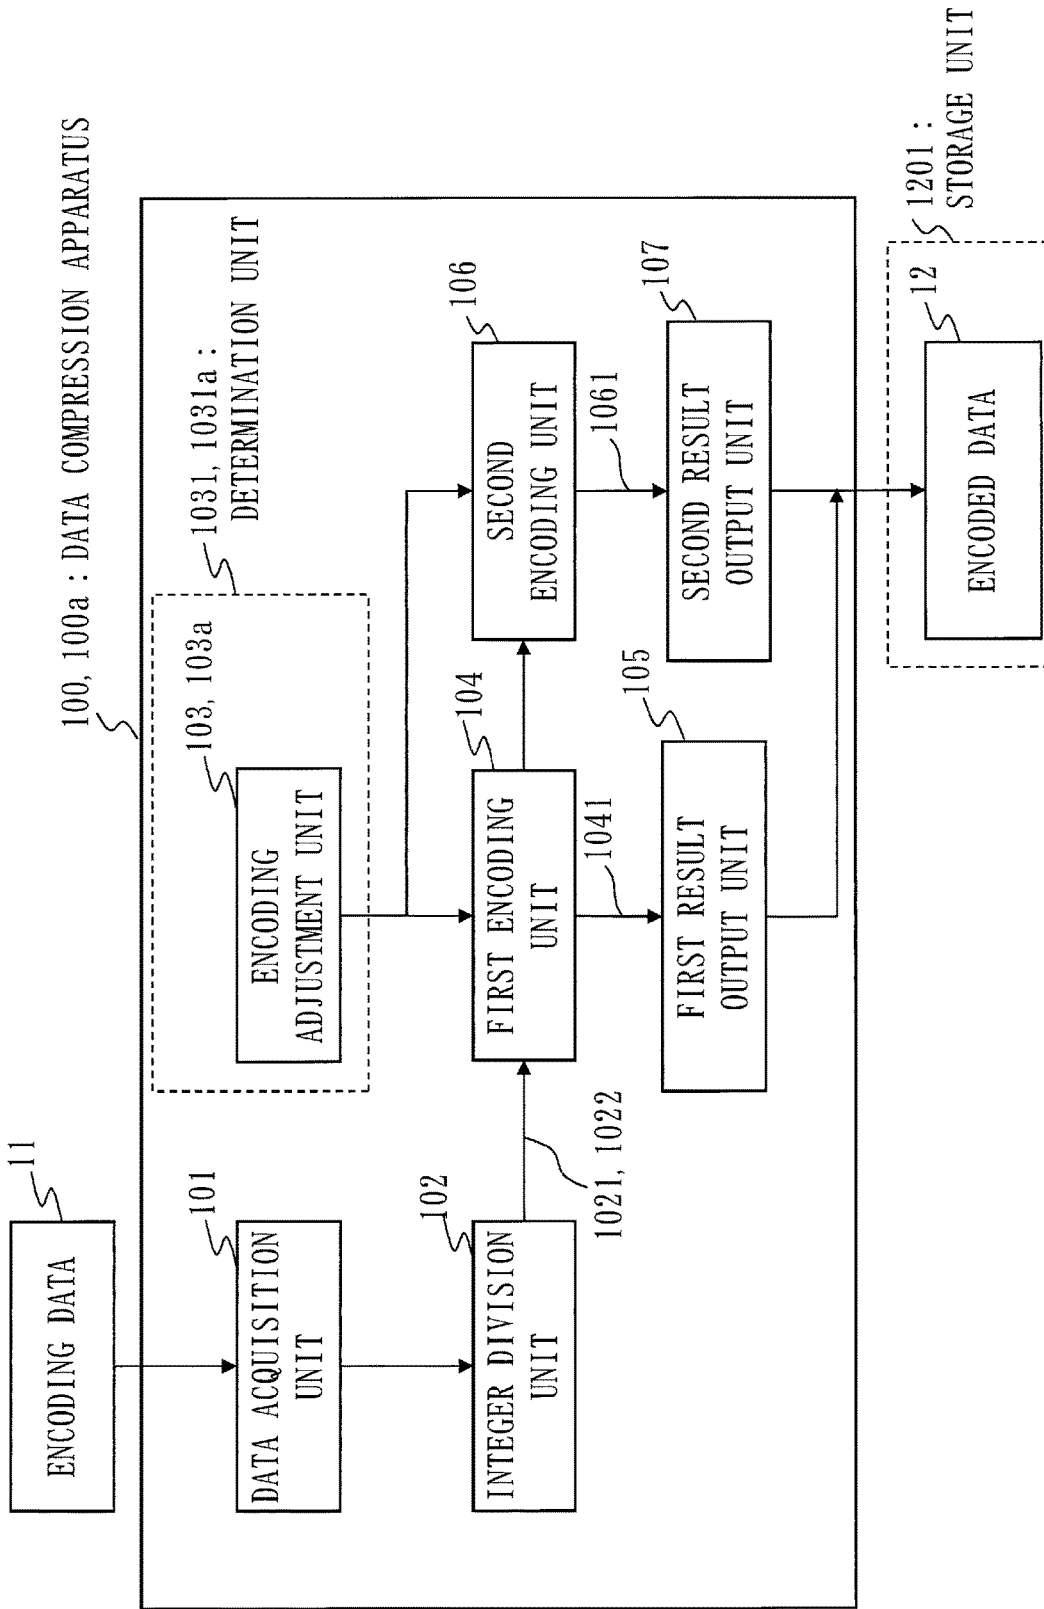 100, 100a : DATA COMPRESSION APPARATUS
11
ENCODING DATA
101
DATA ACQUISITION
UNIT
102
INTEGER DIVISION
UNIT
1021, 1022
1031, 1031a :
DETERMINATION UNIT
103, 103a
ENCODING
ADJUSTMENT UNIT
104
FIRST ENCODING
UNIT
1041
105
FIRST RESULT
OUTPUT UNIT
106
SECOND
ENCODING UNIT
1061
107
SECOND RESULT
OUTPUT UNIT
1201 :
STORAGE UNIT
12
ENCODED DATA